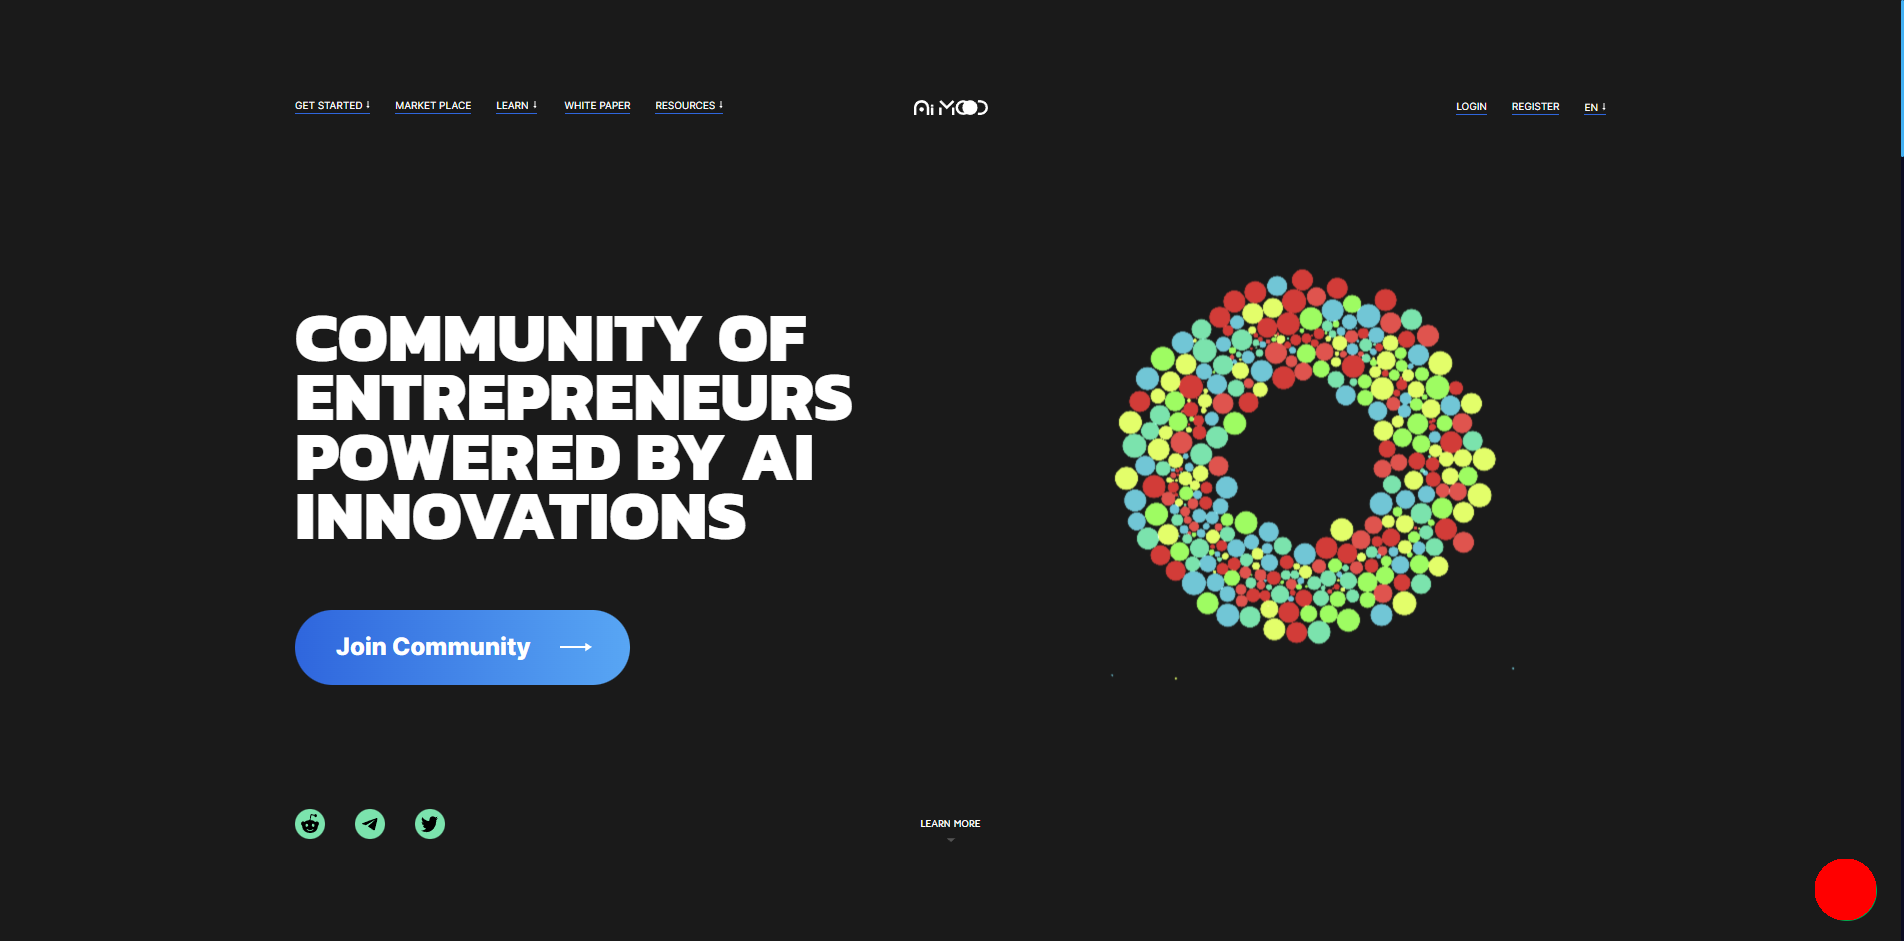 GET STARTED
MARKET PLACE
LEARN
WHITE PAPER
RESOURCES
Ai MOOD
LOGIN
REGISTER
EN
COMMUNITY OF
ENTREPRENEURS
POWERED BY AI
INNOVATIONS
Join Community
LEARN MORE